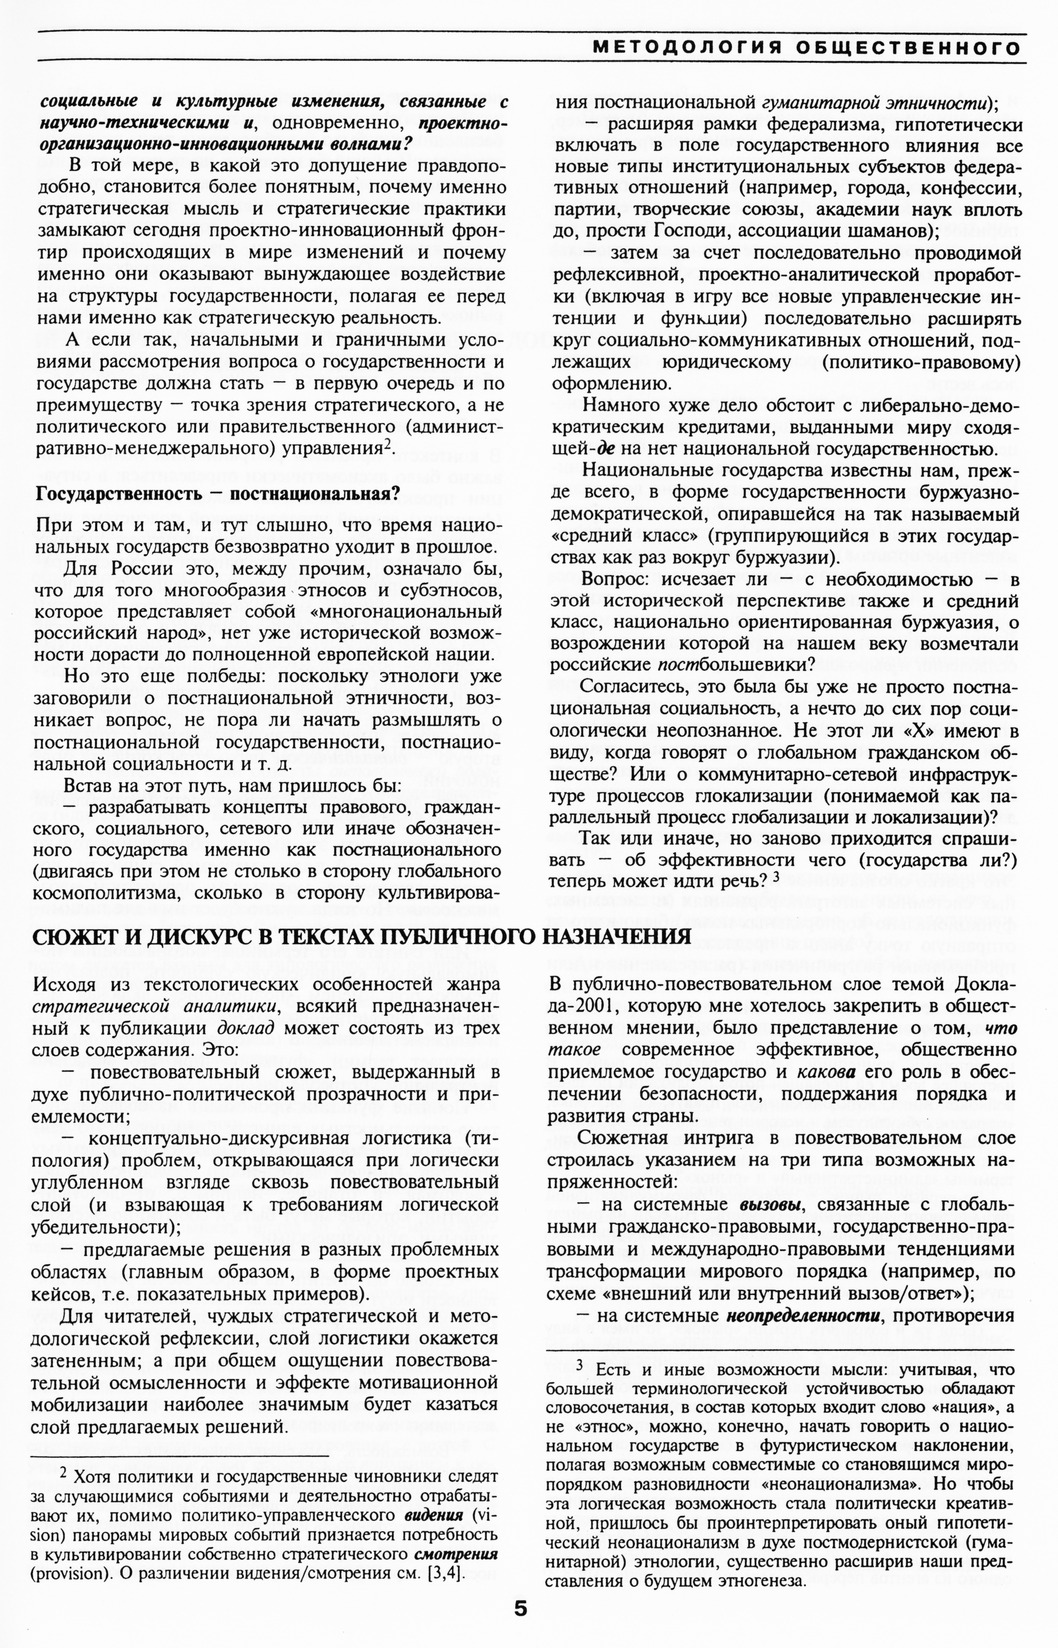 МЕТОДОЛОГИЯ ОБЩЕСТВЕННОГО
социальные и культурные изменения, связанные с
научно-техническими и, одновременно, проектно-
организационно-инновационными волнами?
В той мере, в какой это допущение правдопо-
добно, становится более понятным, почему именно
стратегическая мысль и стратегические практики
замыкают сегодня проектно-инновационный фрон-
тир происходящих в мире изменений и почему
именно они оказывают вынуждающее воздействие
на структуры государственности, полагая ее перед
нами именно как стратегическую реальность.
А если так, начальными и граничными усло-
виями рассмотрения вопроса о государственности и
государстве должна стать — в первую очередь и по
преимуществу — точка зрения стратегического, а не
политического или правительственного (админист-
ративно-менеджерального) управления2.
Государственность — постнациональная?
При этом и там, и тут слышно, что время нацио-
нальных государств безвозвратно уходит в прошлое.
Для России это, между прочим, означало бы,
что для того многообразия этносов и субэтносов,
которое представляет собой «многонациональный
российский народ», нет уже исторической возмож-
ности дорасти до полноценной европейской нации.
Но это еще полбеды: поскольку этнологи уже
заговорили о постнациональной этничности, воз-
никает вопрос, не пора ли начать размышлять о
постнациональной государственности, постнацио-
нальной социальности и т. д.
Встав на этот путь, нам пришлось бы:
— разрабатывать концепты правового, граждан-
ского, социального, сетевого или иначе обозначен-
ного государства именно как постнационального
(двигаясь при этом не столько в сторону глобального
космополитизма, сколько в сторону культивирова-
ния постнациональной гуманитарной этничности);
— расширяя рамки федерализма, гипотетически
включать в поле государственного влияния все
новые типы институциональных субъектов федера-
тивных отношений (например, города, конфессии,
партии, творческие союзы, академии наук вплоть
до, прости Господи, ассоциации шаманов);
— затем за счет последовательно проводимой
рефлексивной, проектно-аналитической проработ-
ки (включая в игру все новые управленческие ин-
тенции и функции) последовательно расширять
круг социально-коммуникативных отношений, под-
лежащих юридическому (политико-правовому)
оформлению.
Намного хуже дело обстоит с либерально-демо-
кратическим кредитами, выданными миру сходя-
щей-де на нет национальной государственностью.
Национальные государства известны нам, преж-
де всего, в форме государственности буржуазно-
демократической, опиравшейся на так называемый
«средний класс» (группирующийся в этих государ-
ствах как раз вокруг буржуазии).
Вопрос: исчезает ли — с необходимостью — в
этой исторической перспективе также и средний
класс, национально ориентированная буржуазия, о
возрождении которой на нашем веку возмечтали
российские постбольшевики?
Согласитесь, это была бы уже не просто постна-
циональная социальность, а нечто до сих пор соци-
ологически неопознанное. Не этот ли «X» имеют в
виду, когда говорят о глобальном гражданском об-
ществе? Или о коммунитарно-сетевой инфраструк-
туре процессов глокализации (понимаемой как па-
раллельный процесс глобализации и локализации)?
Так или иначе, но заново приходится спраши-
вать — об эффективности чего (государства ли?)
теперь может идти речь? 3
СЮЖЕТ И ДИСКУРС В ТЕКСТАХ ПУБЛИЧНОГО НАЗНАЧЕНИЯ
Исходя из текстологических особенностей жанра
стратегической аналитики, всякий предназначен-
ный к публикации доклад может состоять из трех
слоев содержания. Это:
— повествовательный сюжет, выдержанный в
духе публично-политической прозрачности и при-
емлемости;
— концептуально-дискурсивная логистика (ти-
пология) проблем, открывающаяся при логически
углубленном взгляде сквозь повествовательный
слой (и взывающая к требованиям логической
убедительности);
— предлагаемые решения в разных проблемных
областях (главным образом, в форме проектных
кейсов, т.е. показательных примеров).
Для читателей, чуждых стратегической и мето-
дологической рефлексии, слой логистики окажется
затененным; а при общем ощущении повествова-
тельной осмысленности и эффекте мотивационной
мобилизации наиболее значимым будет казаться
слой предлагаемых решений.
2 Хотя политики и государственные чиновники следят
за случающимися событиями и деятельностно отрабаты-
вают их, помимо политико-управленческого видения (vi-
sion) панорамы мировых событий признается потребность
в культивировании собственно стратегического смотрения
(provision). О различении видения/смотрения см. [3,4].
В публично-повествовательном слое темой Докла-
да-2001, которую мне хотелось закрепить в общест-
венном мнении, было представление о том, что
такое современное эффективное, общественно
приемлемое государство и какова его роль в обес-
печении безопасности, поддержания порядка и
развития страны.
Сюжетная интрига в повествовательном слое
строилась указанием на три типа возможных на-
пряженностей:
— на системные вызовы, связанные с глобаль-
ными гражданско-правовыми, государственно-пра-
вовыми и международно-правовыми тенденциями
трансформации мирового порядка (например, по
схеме «внешний или внутренний вызов/ответ»);
— на системные неопределенности, противоречия
3 Есть и иные возможности мысли: учитывая, что
большей терминологической устойчивостью обладают
словосочетания, в состав которых входит слово «нация», а
не «этнос», можно, конечно, начать говорить о нацио-
нальном государстве в футуристическом наклонении,
полагая возможным совместимые со становящимся миро-
порядком разновидности «неонационализма». Но чтобы
эта логическая возможность стала политически креатив-
ной, пришлось бы проинтерпретировать оный гипотети-
ческий неонационализм в духе постмодернистской (гума-
нитарной) этнологии, существенно расширив наши пред-
ставления о будущем этногенеза.
5